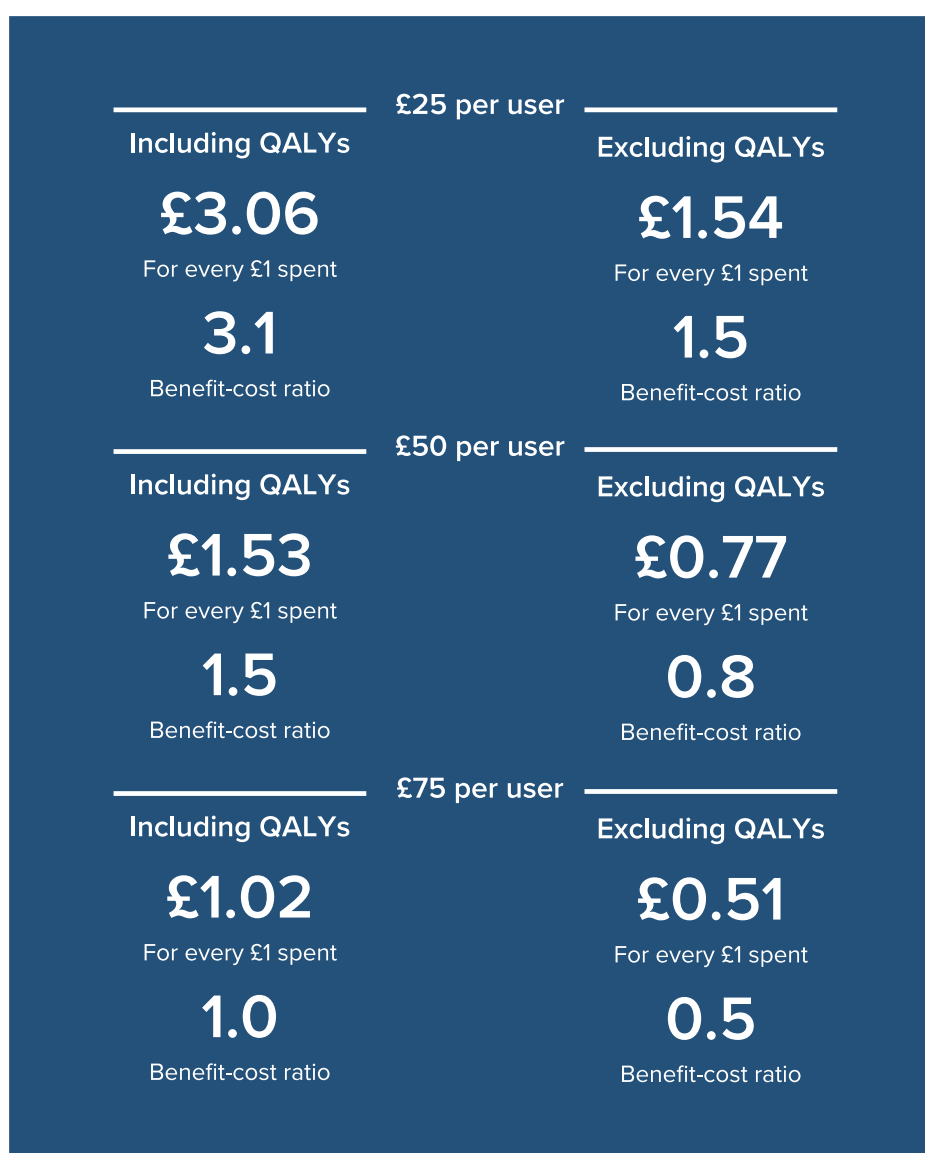 £25 per user
Including QALYs
£3.06
For every £1 spent
3.1
Benefit-cost ratio
Excluding QALYs
£1.54
For every £1 spent
1.5
Benefit-cost ratio
£50 per user
Including QALYs
£1.53
For every £1 spent
1.5
Benefit-cost ratio
Excluding QALYs
£0.77
For every £1 spent
0.8
Benefit-cost ratio
£75 per user
Including QALYs
£1.02
For every £1 spent
1.0
Benefit-cost ratio
Excluding QALYs
£0.51
For every £1 spent
0.5
Benefit-cost ratio